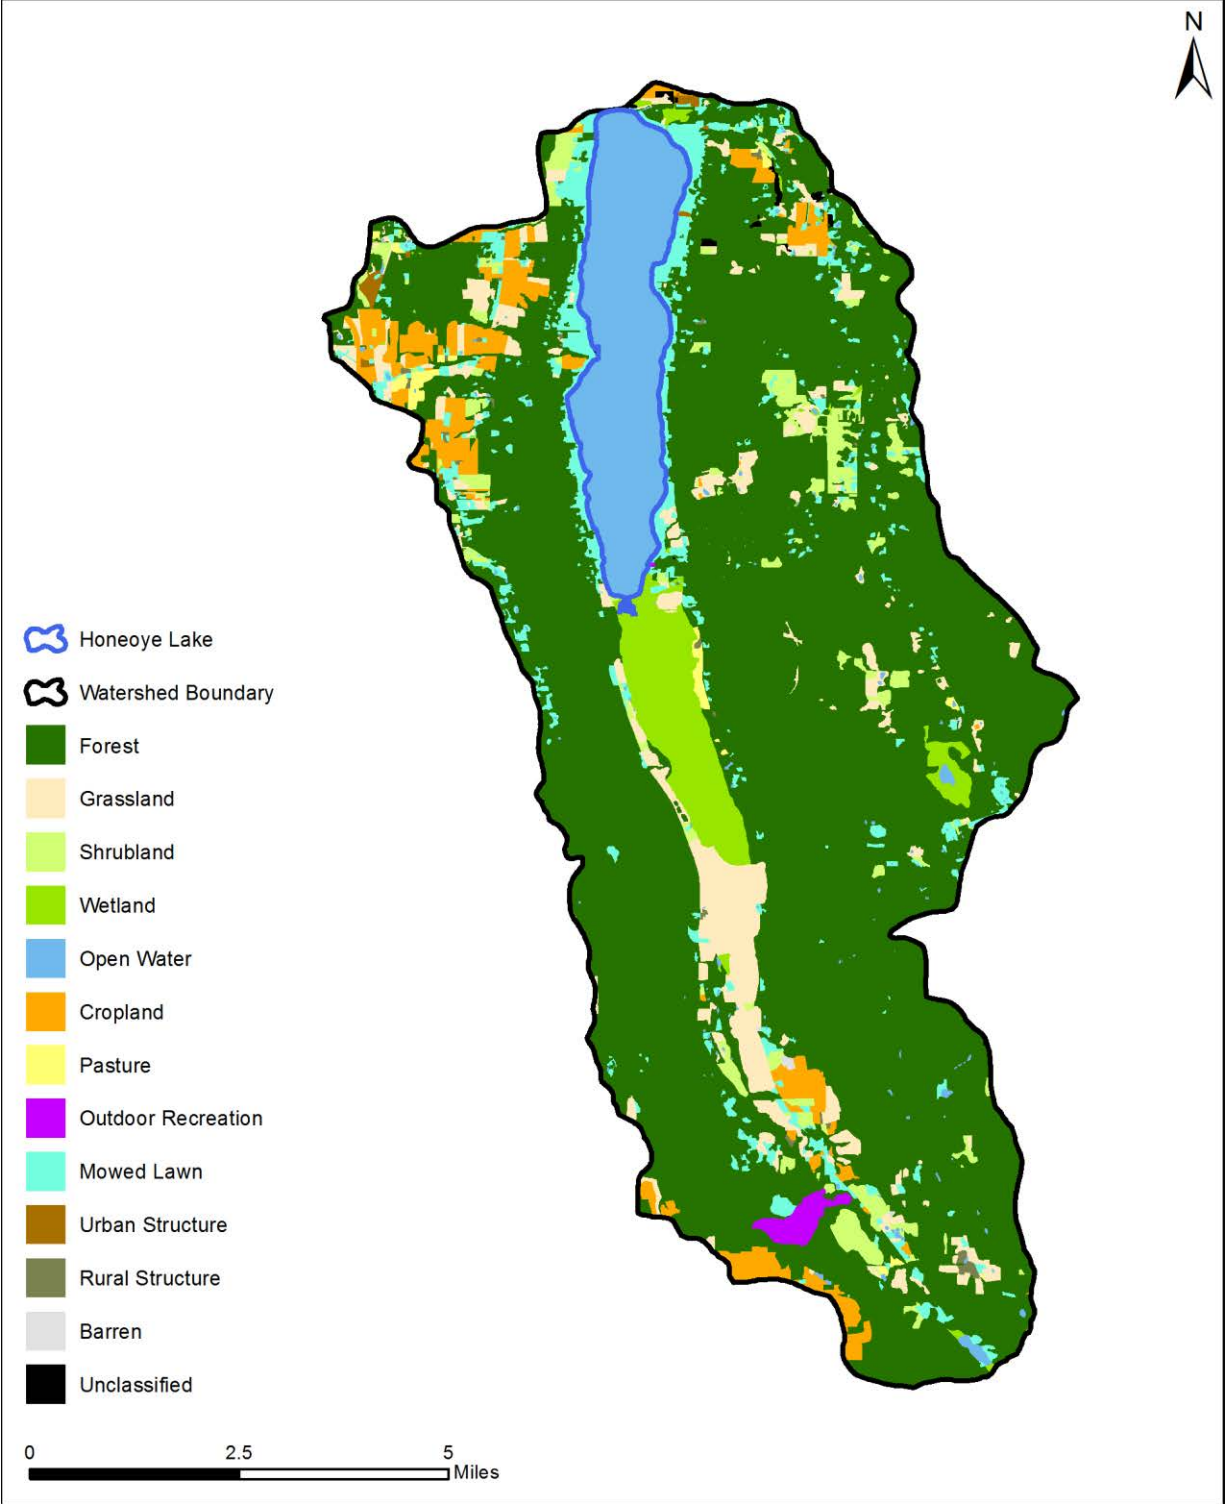 N
Honeoye Lake
Watershed Boundary
Forest
Grassland
Shrubland
Wetland
Open Water
Cropland
Pasture
Outdoor Recreation
Mowed Lawn
Urban Structure
Rural Structure
Barren
Unclassified
0 2.5 5
Miles